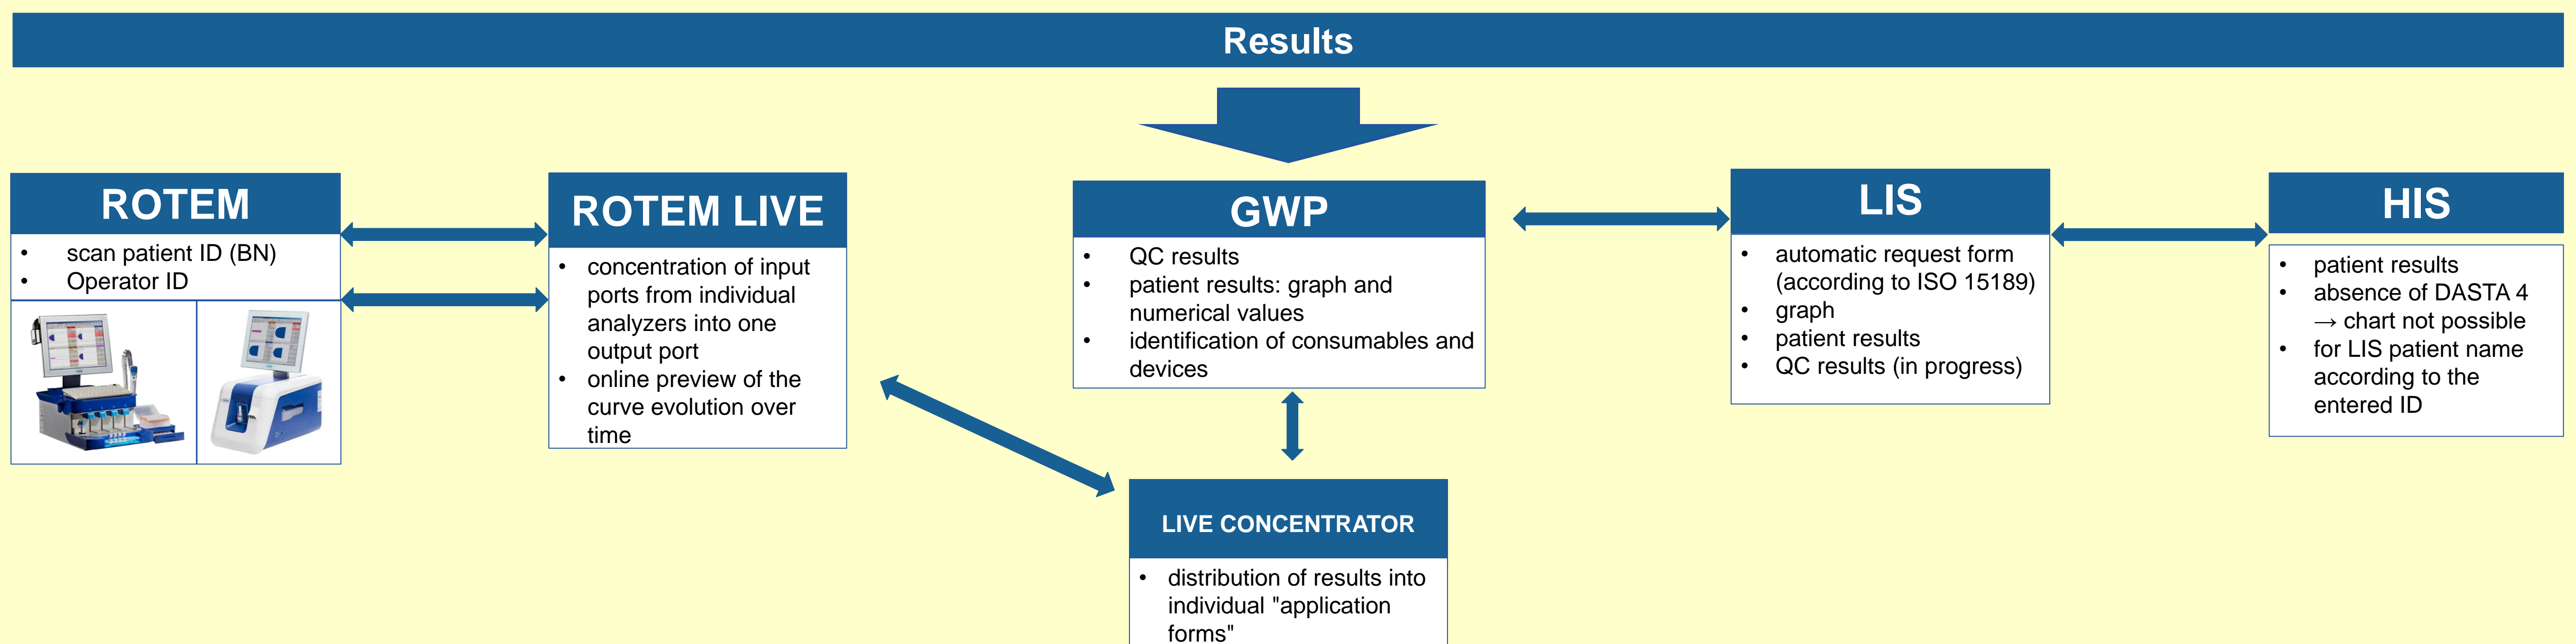 Results
ROTEM
• scan patient ID (BN)
• Operator ID
ROTEM LIVE
• concentration of input
ports from individual
analyzers into one
output port
• online preview of the
curve evolution over
time
GWP
• QC results
• patient results: graph and
numerical values
• identification of consumables and
devices
LIVE CONCENTRATOR
• distribution of results into
individual "application
forms"
LIS
• automatic request form
(according to ISO 15189)
• graph
• patient results
• QC results (in progress)
HIS
• patient results
• absence of DASTA 4
→ chart not possible
• for LIS patient name
according to the
entered ID